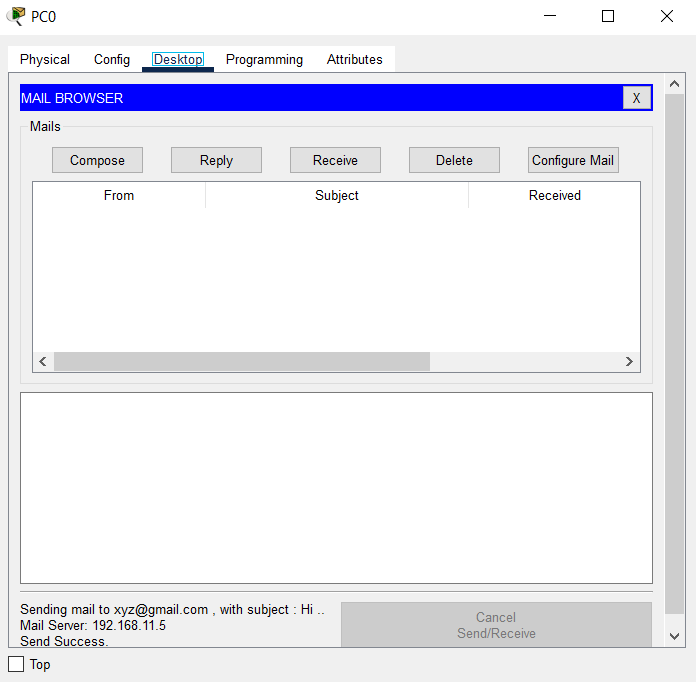 PC0
Physical Config Desktop Programming Attributes
MAIL BROWSER X
Mails
Compose Reply Receive Delete Configure Mail
From Subject Received
Sending mail to xyz@gmail.com , with subject : Hi ..
Mail Server: 192.168.11.5
Send Success.
Cancel
Send/Receive
Top